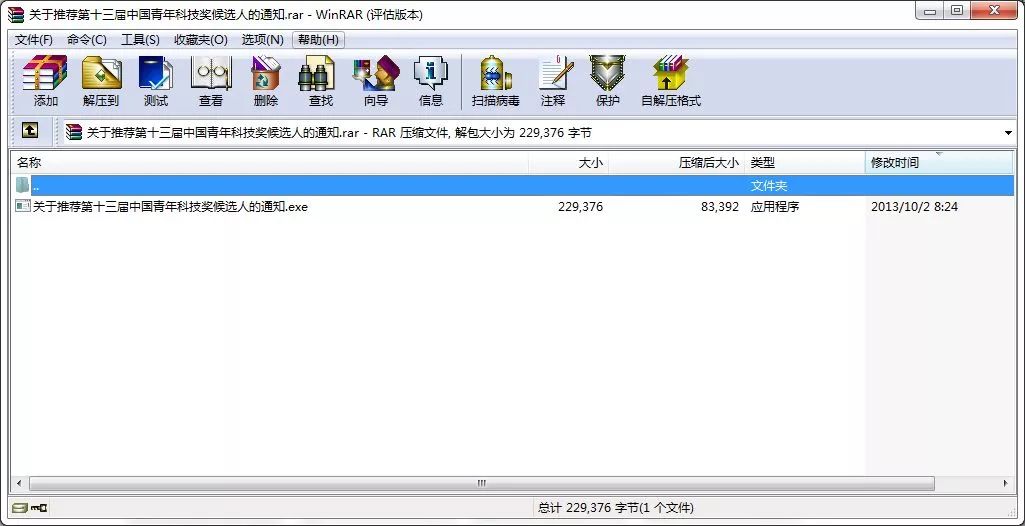 关于推荐第十三届中国青年科技奖候选人的通知.rar - WinRAR (评估版本)
文件(F) 命令(C) 工具(S) 收藏夹(O) 选项(N) 帮助(H)
添加 解压到 测试 查看 删除 查找 向导 信息 扫描病毒 注释 保护 自解压格式
关于推荐第十三届中国青年科技奖候选人的通知.rar - RAR 压缩文件, 解包大小为 229,376 字节
名称 大小 压缩后大小 类型 修改时间
.. 文件夹
关于推荐第十三届中国青年科技奖候选人的通知.exe 229,376 83,392 应用程序 2013/10/2 8:24
总计 229,376 字节(1 个文件)